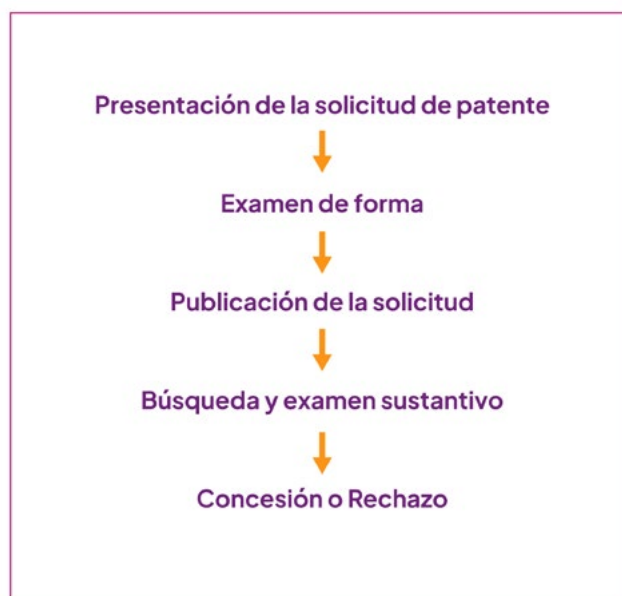 Presentación de la solicitud de patente
Examen de forma
Publicación de la solicitud
Búsqueda y examen sustantivo
Concesión o Rechazo